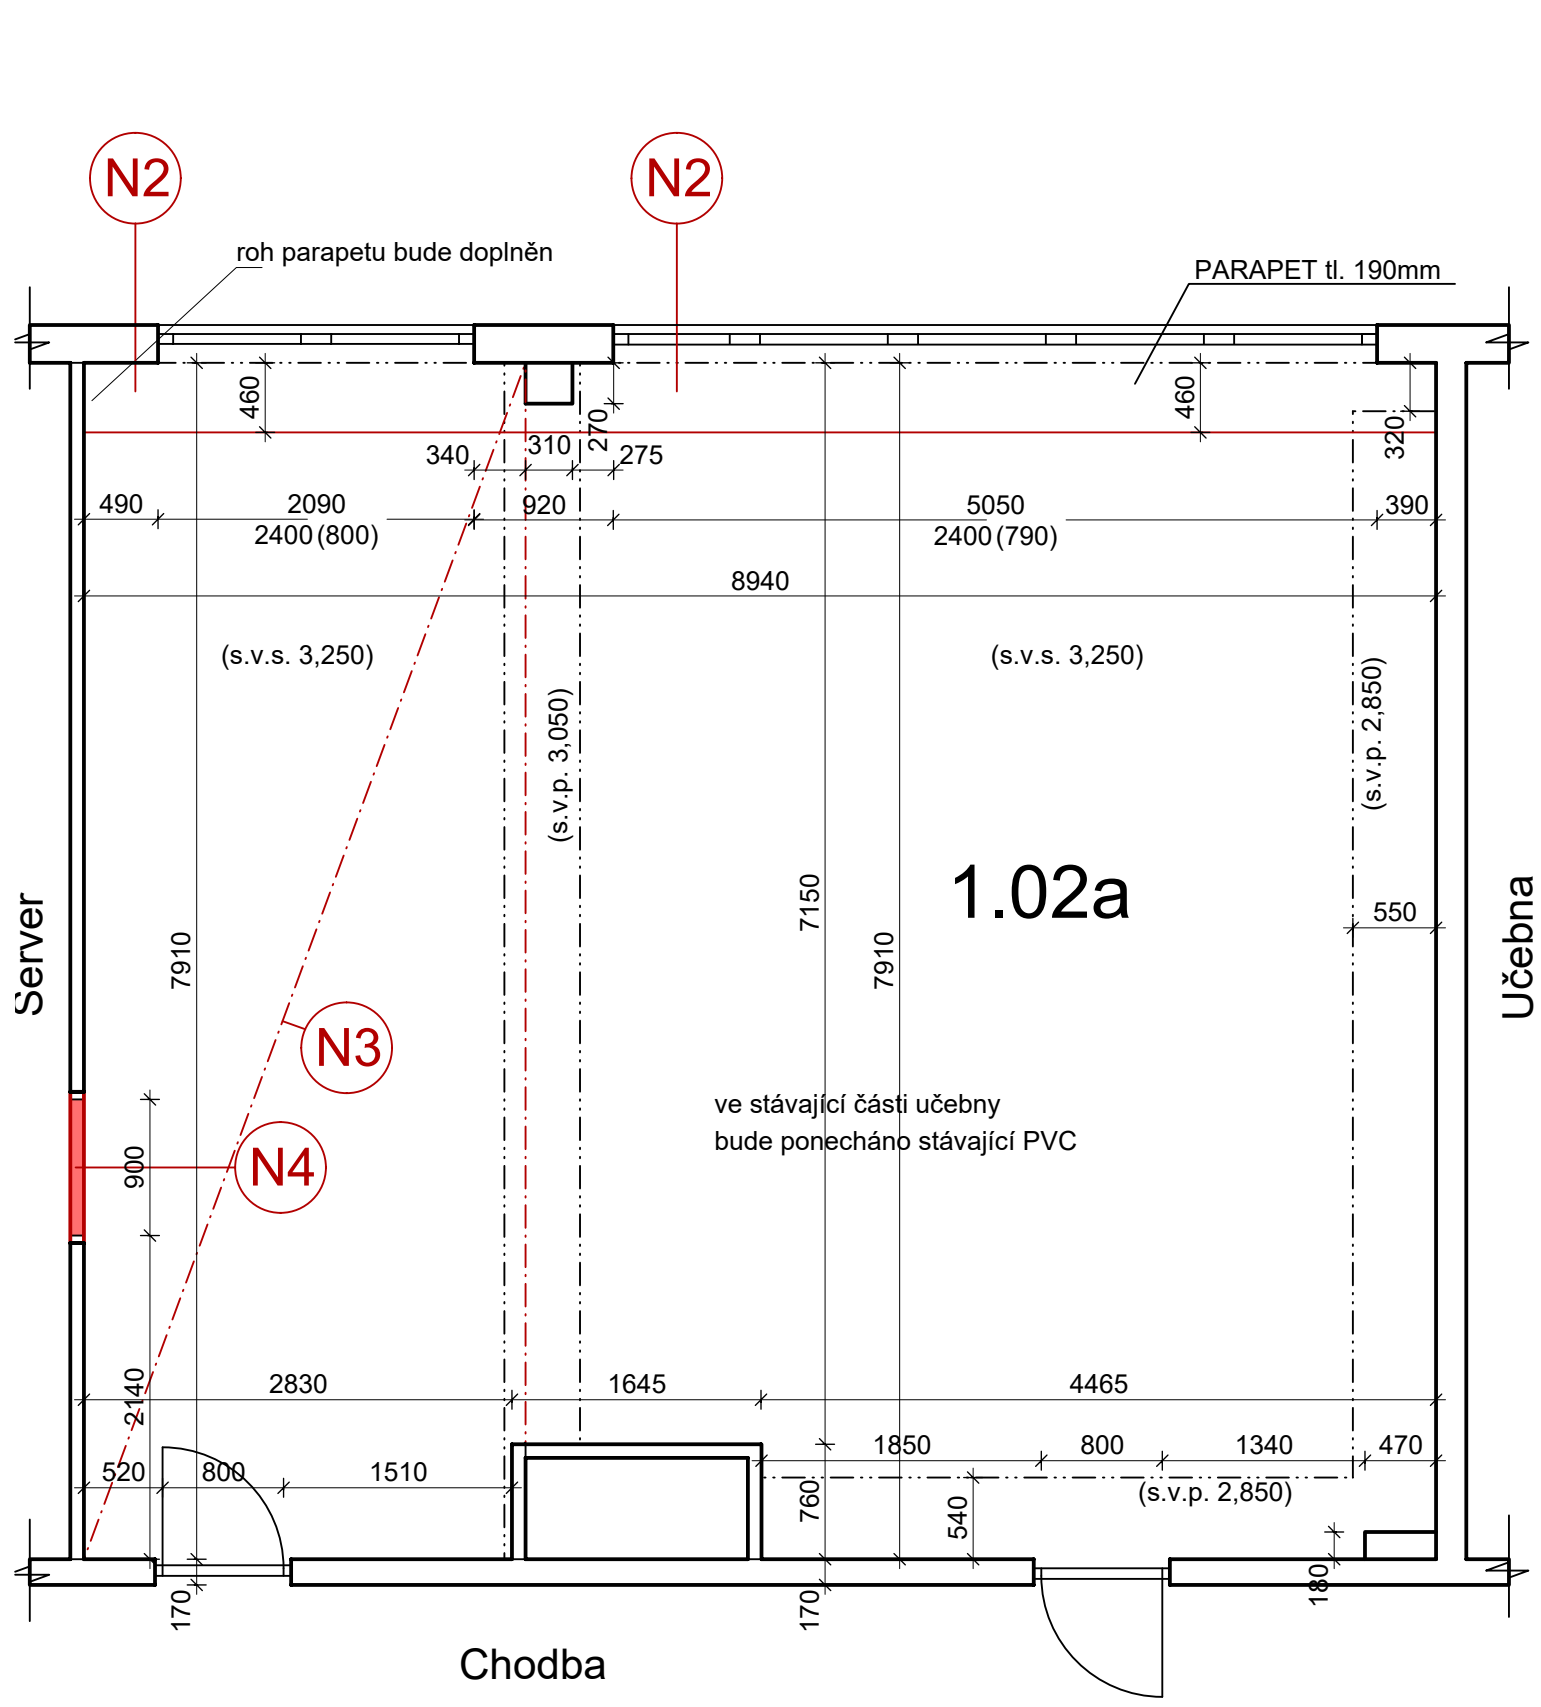 N2
N2
roh parapetu bude doplněn
PARAPET tl. 190mm
460
460
270
320
340
310
275
490
2090
2400(800)
920
5050
2400(790)
390
8940
(s.v.s. 3,250)
(s.v.s. 3,250)
(s.v.p. 3,050)
(s.v.p. 2,850)
1.02a
7150
7910
7910
550
Server
Učebna
N3
ve stávající části učebny
bude ponecháno stávající PVC
900
N4
2140
2830
1645
4465
520
800
1510
1850
800
1340
470
(s.v.p. 2,850)
760
540
180
170
170
Chodba